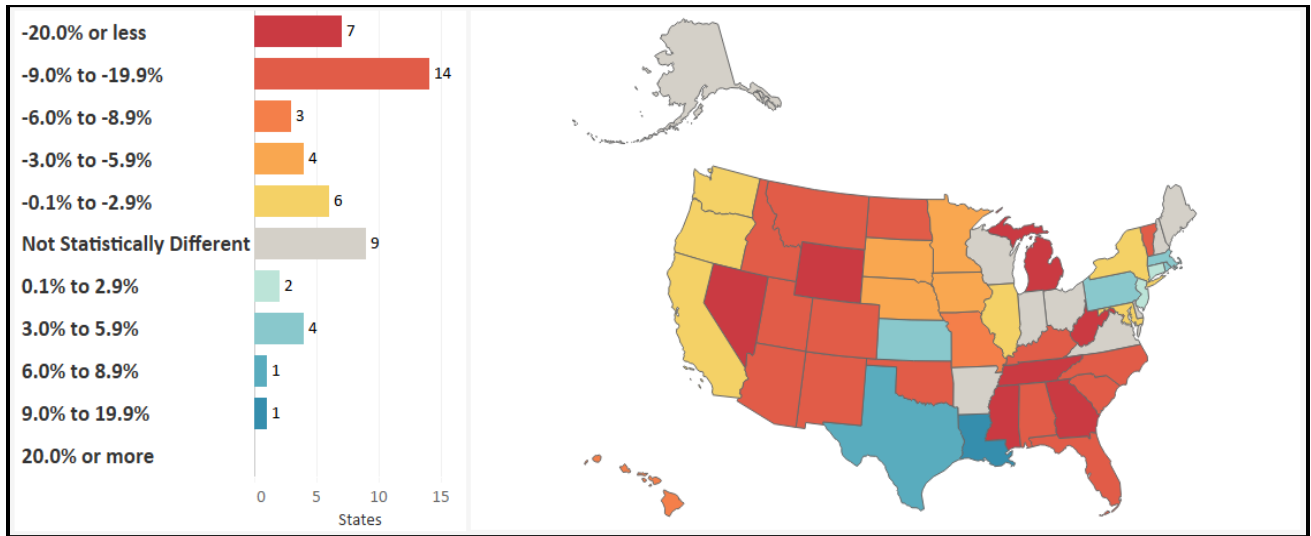 -20.0% or less 7
-9.0% to -19.9% 14
-6.0% to -8.9% 3
-3.0% to -5.9% 4
-0.1% to -2.9% 6
Not Statistically Different 9
0.1% to 2.9% 2
3.0% to 5.9% 4
6.0% to 8.9% 1
9.0% to 19.9% 1
20.0% or more
0 5 10 15
States